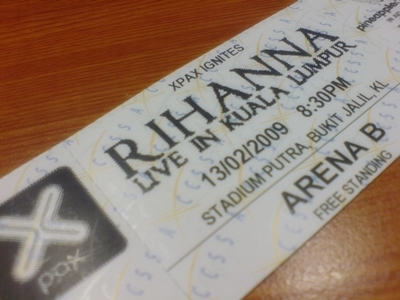 XPAX IGNITES
RIHANNA
LIVE IN KUALA LUMPUR
13/02/2009 8:30PM
STADIUM PUTRA, BUKIT JALIL, KL
ARENA B
FREE STANDING
pineapple
X
pax